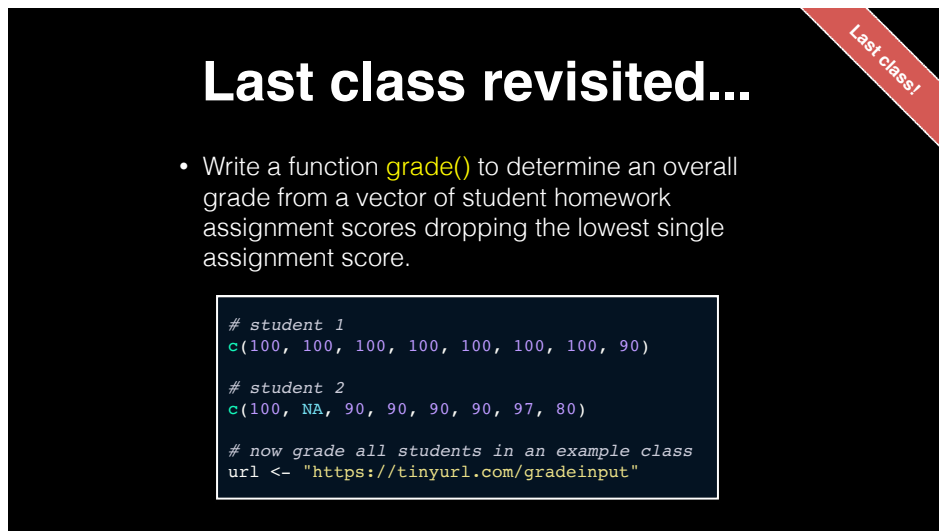 Last class!
Last class revisited...
• Write a function grade() to determine an overall
grade from a vector of student homework
assignment scores dropping the lowest single
assignment score.
# student 1
c(100, 100, 100, 100, 100, 100, 100, 90)
# student 2
c(100, NA, 90, 90, 90, 90, 97, 80)
# now grade all students in an example class
url <- "https://tinyurl.com/gradeinput"